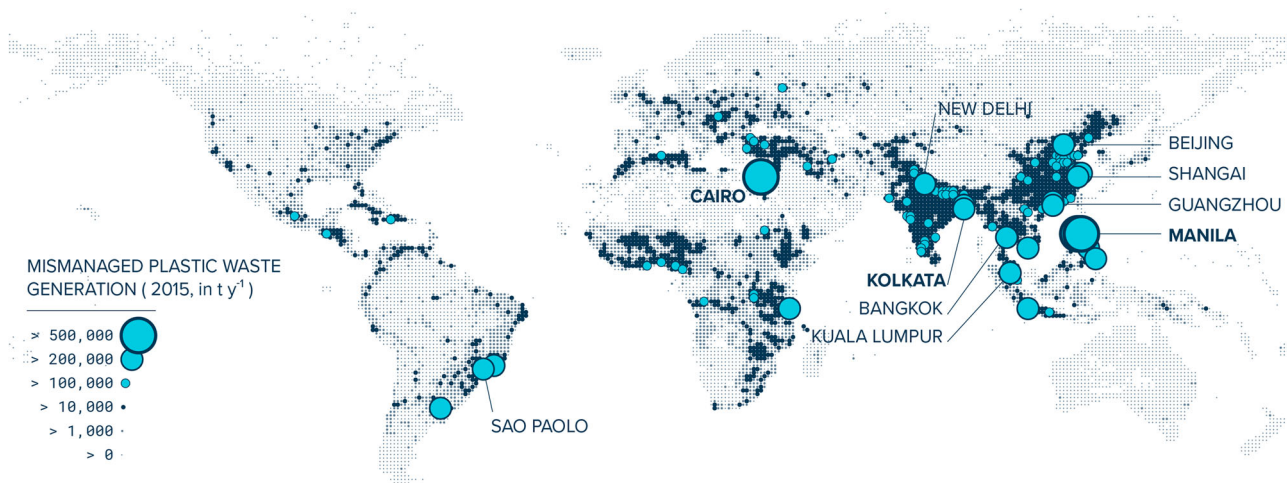 NEW DELHI
BEIJING
SHANGAI
CAIRO
GUANGZHOU
MANILA
MISMANAGED PLASTIC WASTE
GENERATION ( 2015, in t y⁻¹ )
KOLKATA
BANGKOK
KUALA LUMPUR
> 500,000
> 200,000
> 100,000
> 10,000
> 1,000
> 0
SAO PAOLO